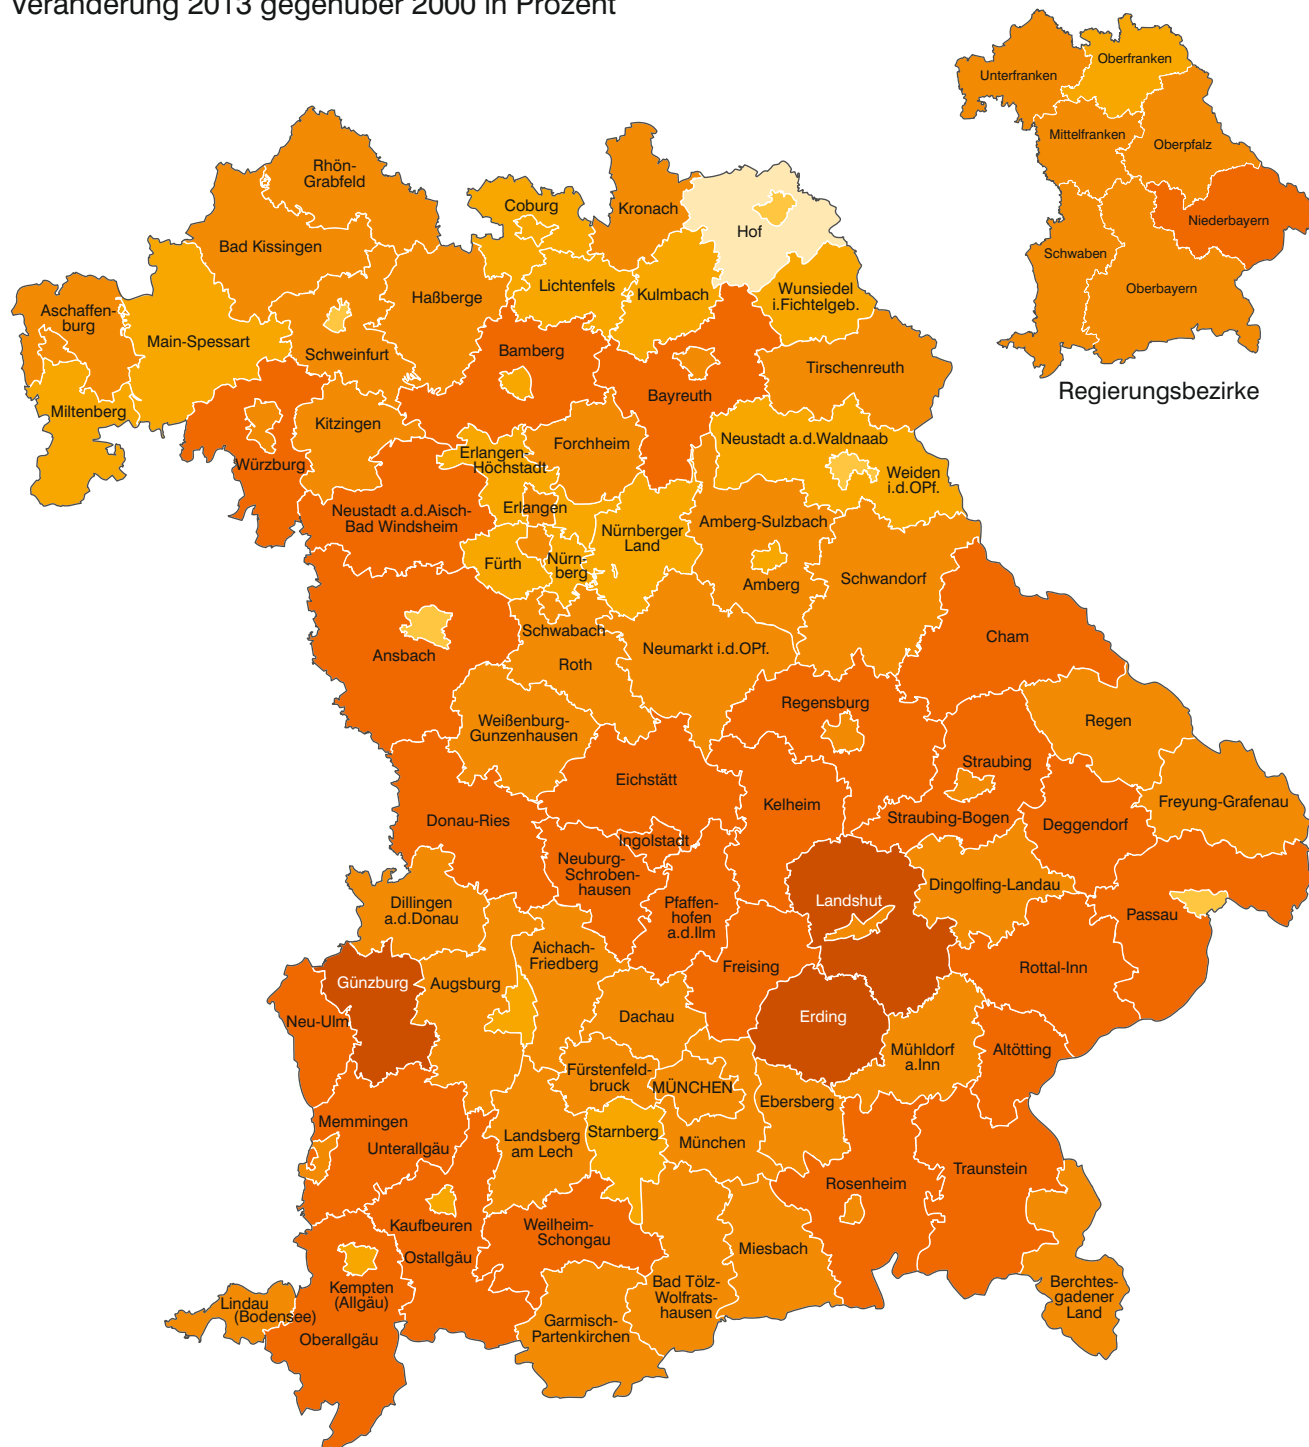 Veränderung 2013 gegenüber 2000 in Prozent
Unterfranken
Oberfranken
Mittelfranken
Oberpfalz
Niederbayern
Schwaben
Oberbayern
Regierungsbezirke
Rhön-
Grabfeld
Coburg
Kronach
Hof
Bad Kissingen
Haßberge
Lichtenfels
Kulmbach
Wunsiedel
i.Fichtelgeb.
Aschaffen-
burg
Main-Spessart
Schweinfurt
Bamberg
Bayreuth
Tirschenreuth
Miltenberg
Kitzingen
Forchheim
Neustadt a.d.Waldnaab
Würzburg
Erlangen-
Höchstadt
Weiden
i.d.OPf.
Neustadt a.d.Aisch-
Bad Windsheim
Erlangen
Nürnberger
Land
Amberg-Sulzbach
Fürth
Nürn-
berg
Amberg
Schwandorf
Ansbach
Schwabach
Roth
Neumarkt i.d.OPf.
Cham
Weißenburg-
Gunzenhausen
Regensburg
Regen
Eichstätt
Straubing
Donau-Ries
Kelheim
Straubing-Bogen
Deggendorf
Freyung-Grafenau
Ingolstadt
Neuburg-
Schroben-
hausen
Dillingen
a.d.Donau
Pfaffen-
hofen
a.d.Ilm
Landshut
Dingolfing-Landau
Passau
Aichach-
Friedberg
Günzburg
Augsburg
Freising
Rottal-Inn
Neu-Ulm
Dachau
Erding
Mühldorf
a.Inn
Altötting
Fürstenfeld-
bruck
MÜNCHEN
Ebersberg
Memmingen
Unterallgäu
Landsberg
am Lech
Starnberg
München
Rosenheim
Traunstein
Kaufbeuren
Ostallgäu
Weilheim-
Schongau
Miesbach
Bad Tölz-
Wolfrats-
hausen
Berchtes-
gadener
Land
Kempten
(Allgäu)
Lindau
(Bodensee)
Oberallgäu
Garmisch-
Partenkirchen